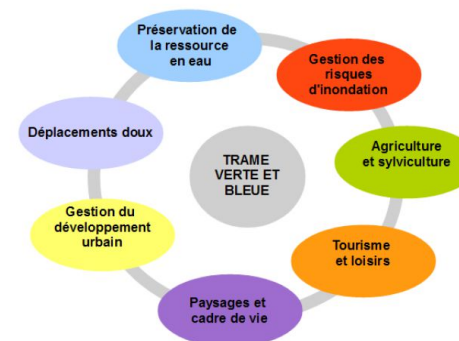 Préservation de
la ressource
en eau
Gestion des
risques
d'inondation
Déplacements doux
TRAME
VERTE ET
BLEUE
Agriculture
et sylviculture
Gestion du
développement
urbain
Tourisme
et loisirs
Paysages et
cadre de vie